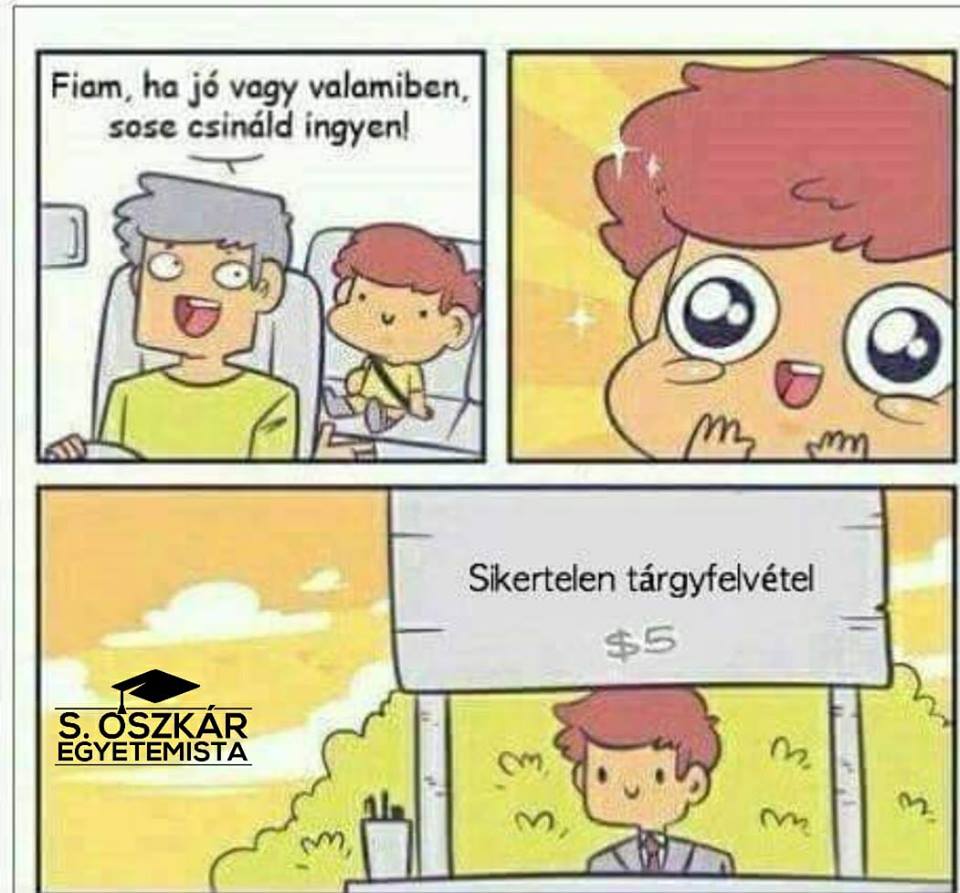 Fiam, ha jó vagy valamiben,
sose csináld ingyen!
Sikertelen tárgyfelvétel
$5
S. OSZKÁR
EGYETEMISTA